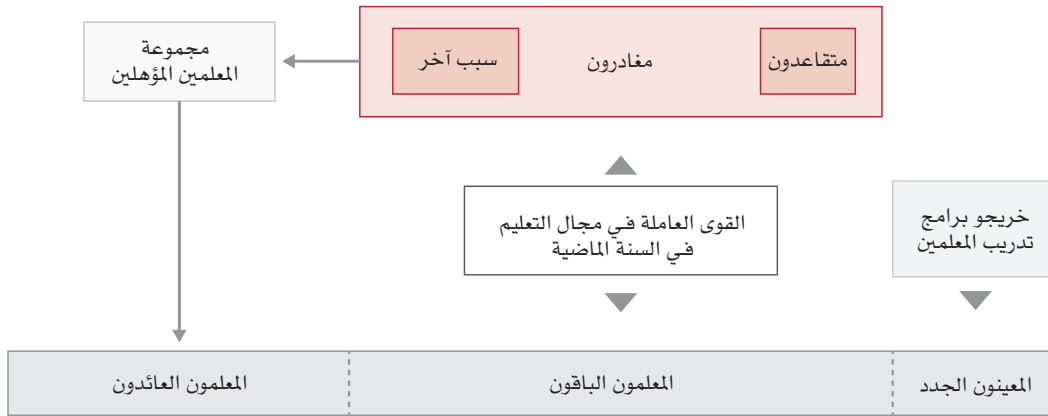 متقاعدون
مغادرون
سبب آخر
مجموعة
المعلمين المؤهلين
خريجو برامج
تدريب المعلمين
القوى العاملة في مجال التعليم
في السنة الماضية
المعينون الجدد
المعلمون الباقون
المعلمون العائدون